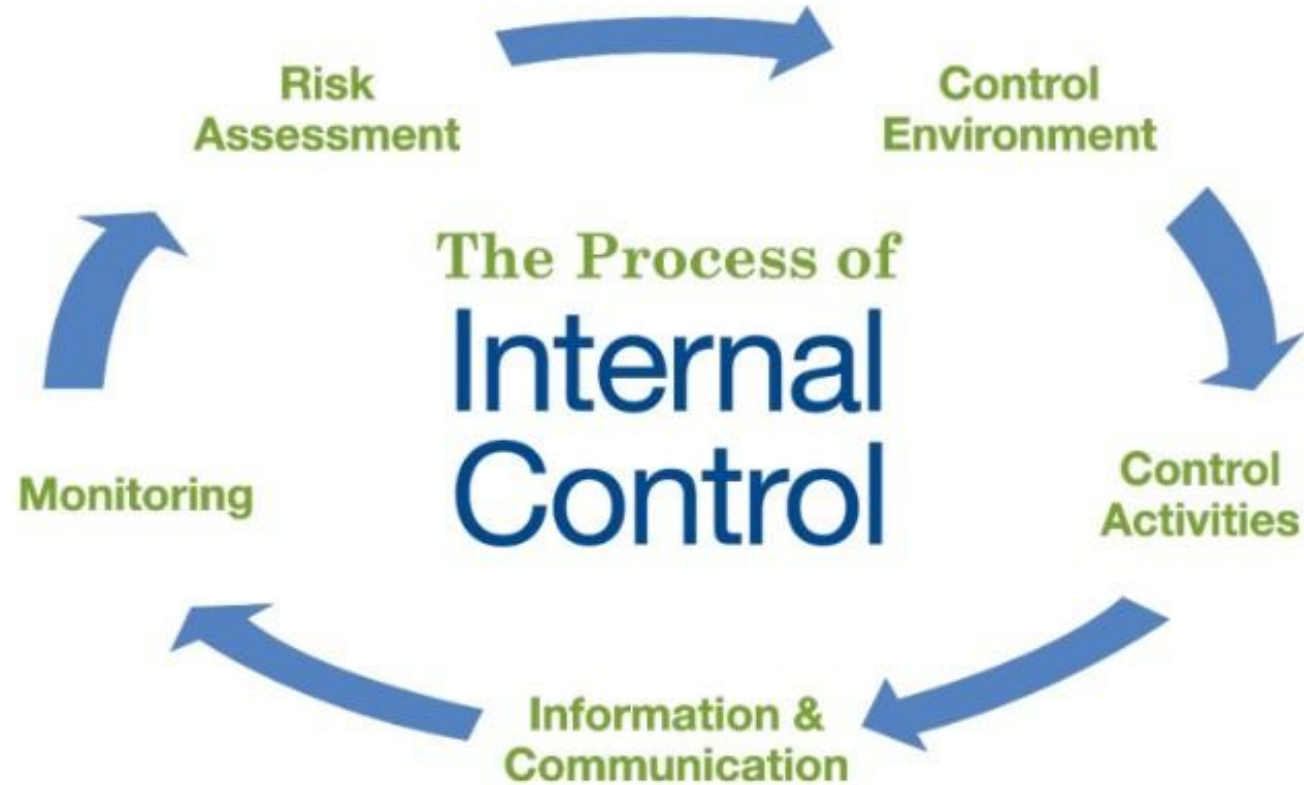 Risk
Assessment
Control
Environment
The Process of
Internal
Control
Monitoring
Control
Activities
Information &
Communication